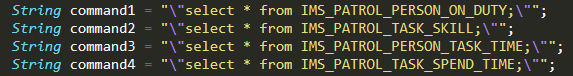 String command1 = "\"select * from IMS_PATROL_PERSON_ON_DUTY;\"";
String command2 = "\"select * from IMS_PATROL_TASK_SKILL;\"";
String command3 = "\"select * from IMS_PATROL_PERSON_TASK_TIME;\"";
String command4 = "\"select * from IMS_PATROL_TASK_SPEND_TIME;\"";